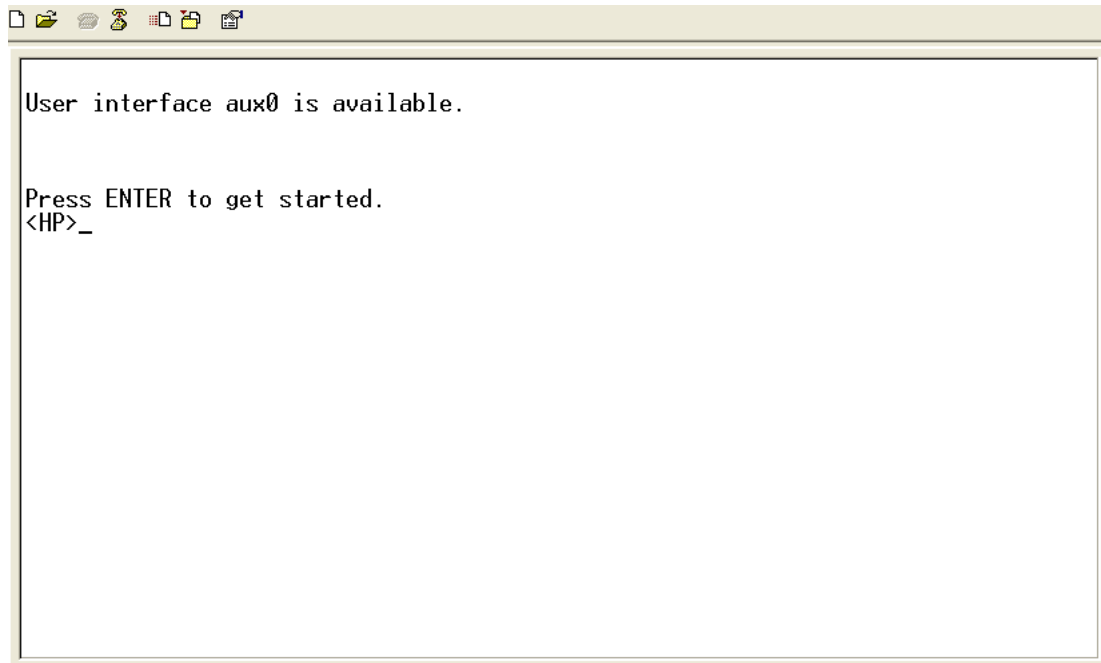 User interface aux0 is available.
Press ENTER to get started.
<HP>_